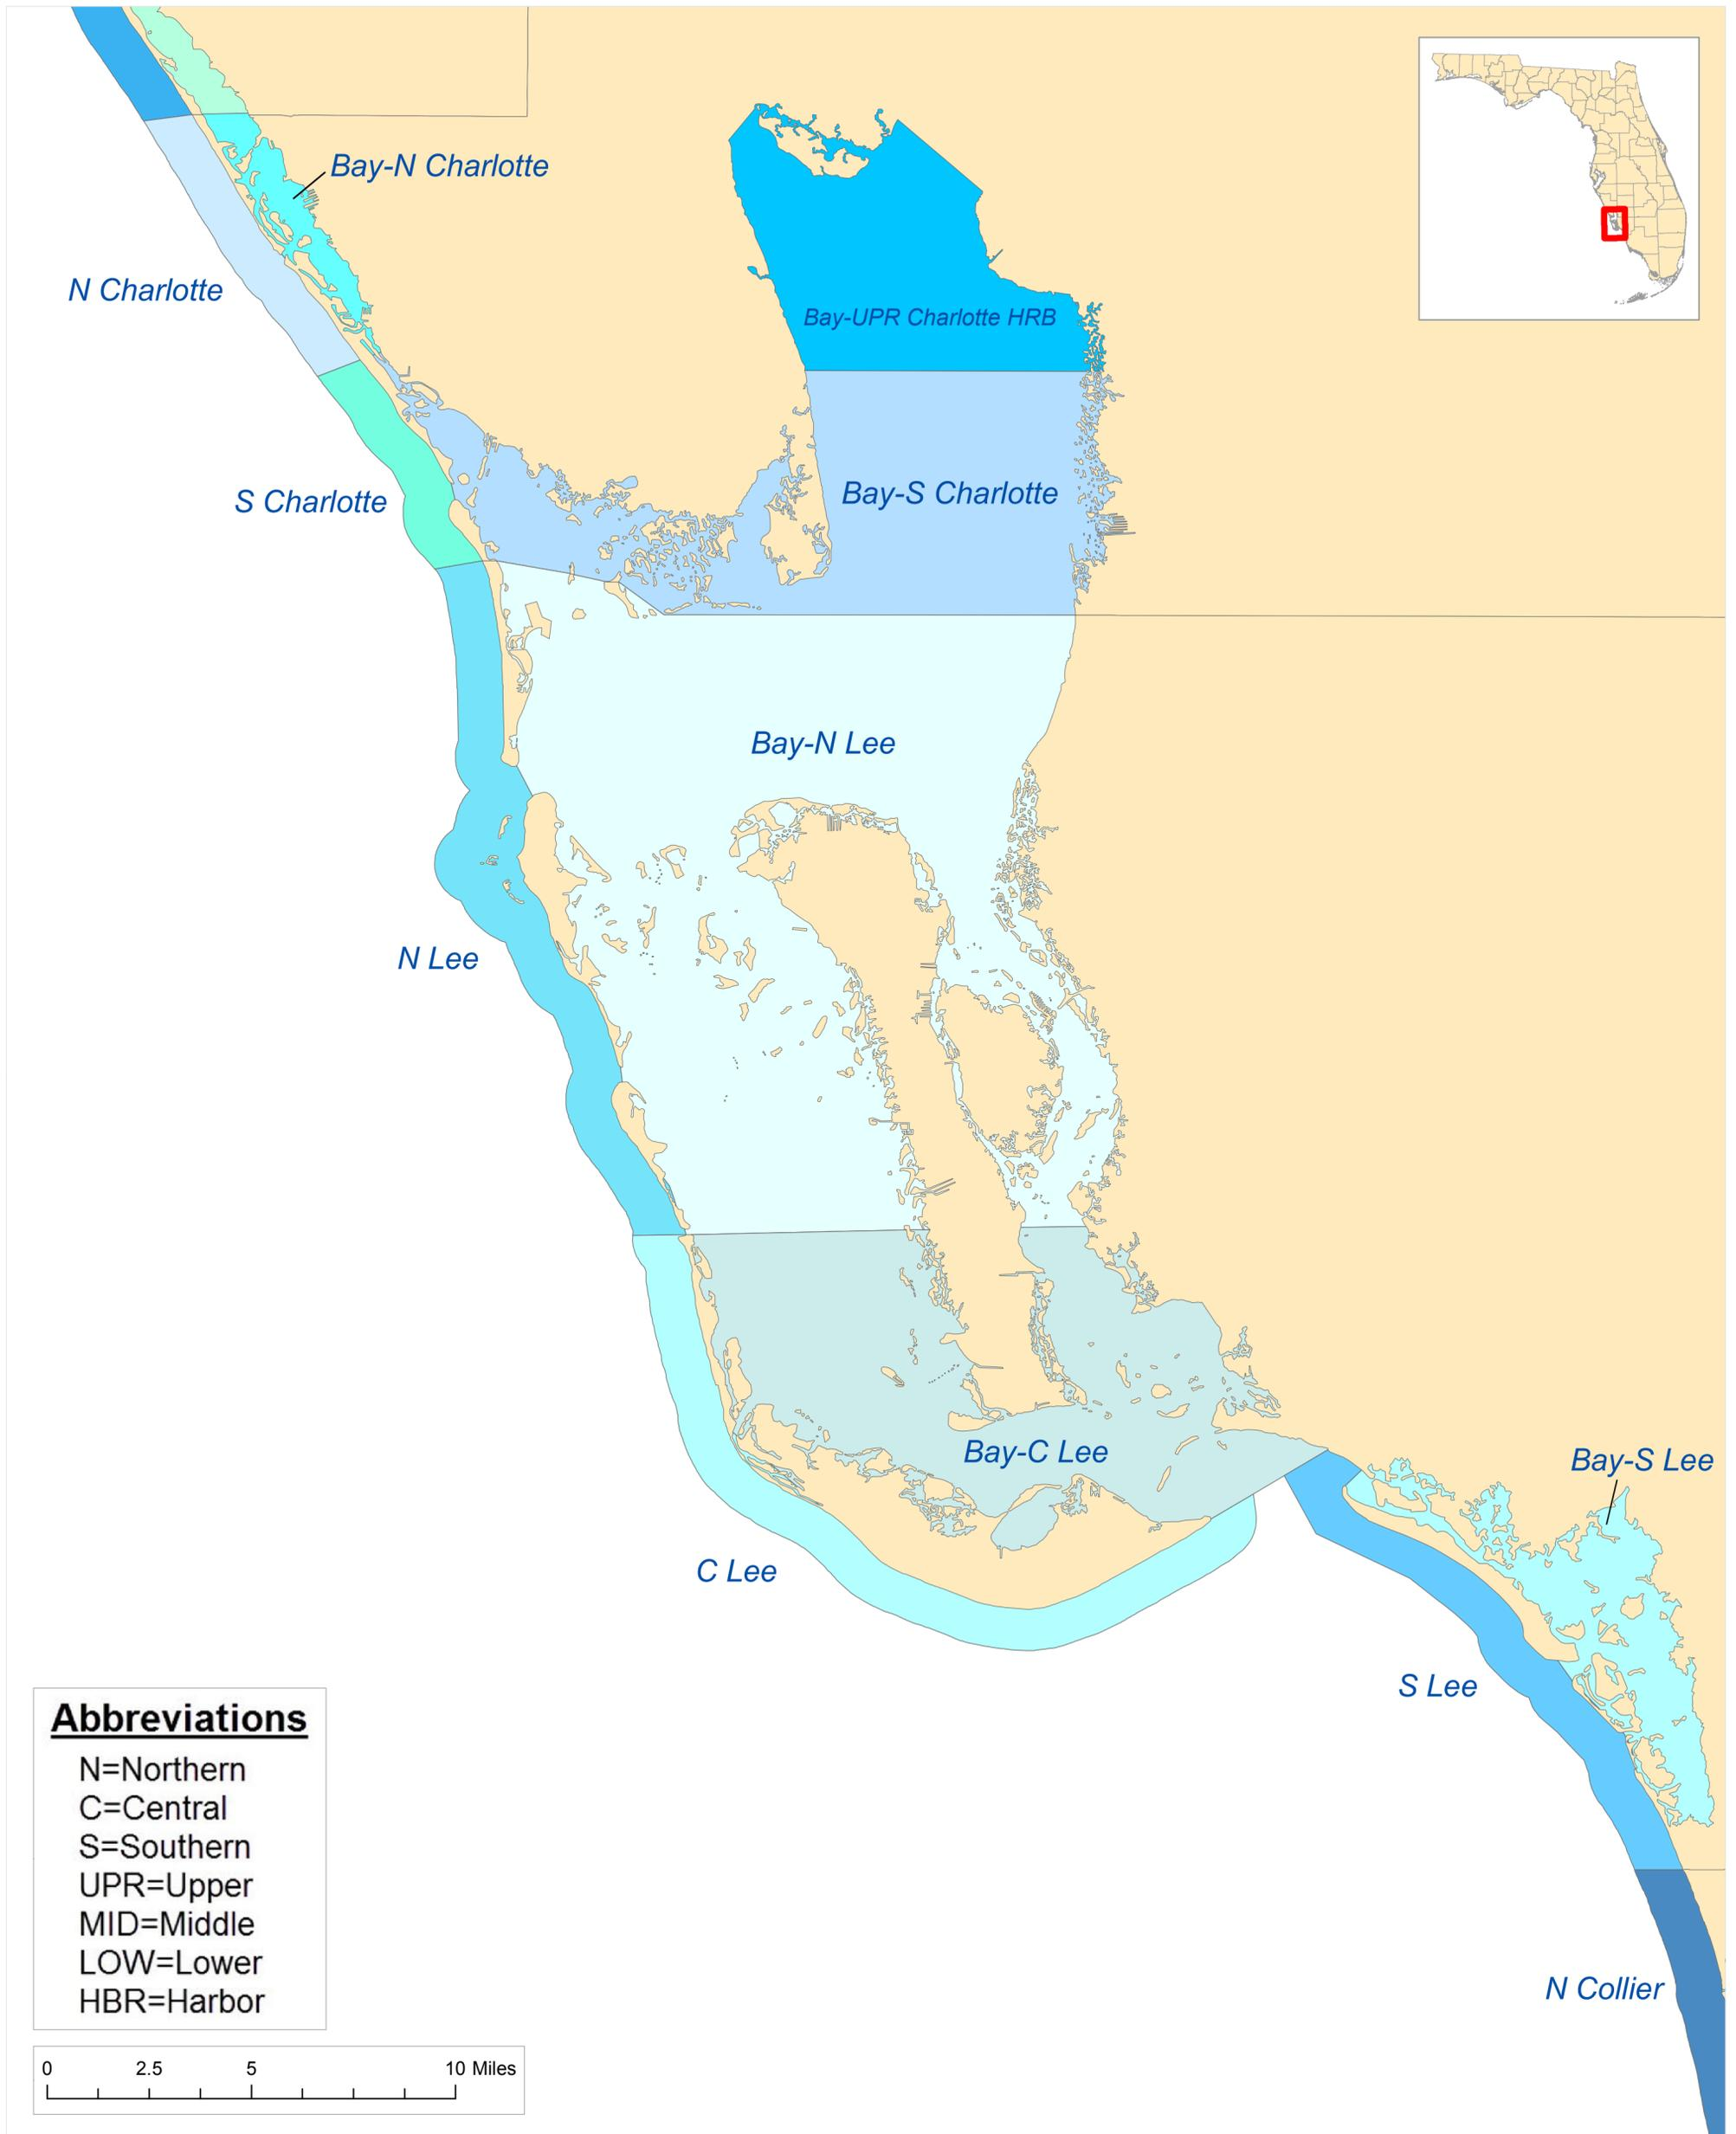 Bay-N Charlotte
N Charlotte
Bay-UPR Charlotte HRB
S Charlotte
Bay-S Charlotte
Bay-N Lee
N Lee
Bay-C Lee
Bay-S Lee
C Lee
S Lee
N Collier
Abbreviations
N=Northern
C=Central
S=Southern
UPR=Upper
MID=Middle
LOW=Lower
HBR=Harbor
0 2.5 5 10 Miles